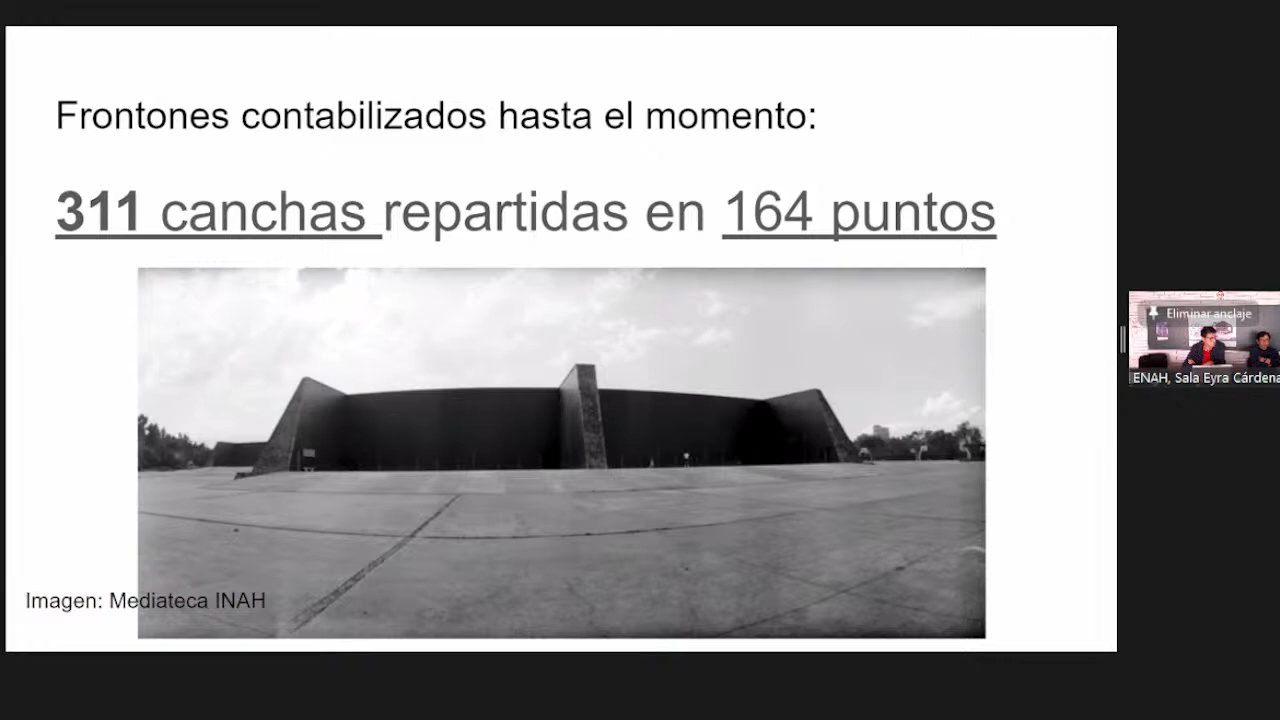 Frontones contabilizados hasta el momento:
311 canchas repartidas en 164 puntos
Imagen: Mediateca INAH
Eliminar anclaje
ENAH, Sala Eyra Cárdena